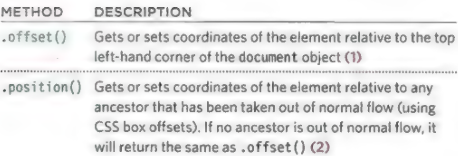 METHOD DESCRIPTION
.offset() Gets or sets coordinates of the element relative to the top
left-hand corner of the document object (1)
.position() Gets or sets coordinates of the element relative to any
ancestor that has been taken out of normal flow (using
CSS box offsets). If no ancestor is out of normal flow, it
will return the same as .offset() (2)